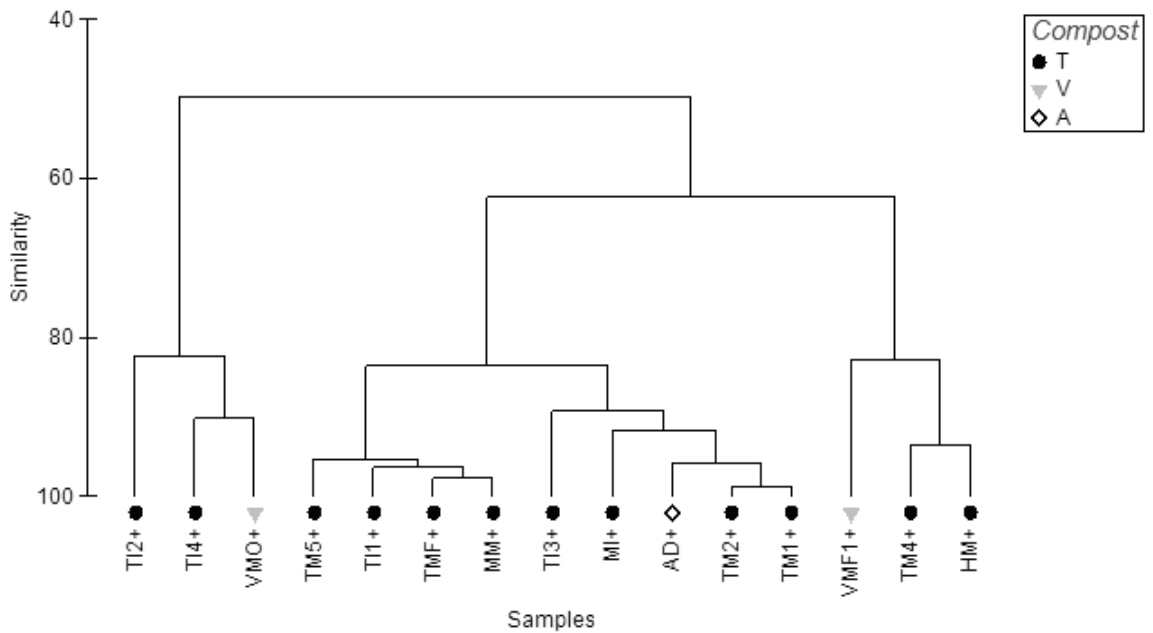 40
60
80
100
Similarity
TI2+
TI4+
VMO+
TM5+
TI1+
TMF+
MM+
TI3+
MI+
AD+
TM2+
TM1+
VMF1+
TM4+
HM+
Samples
Compost
T
V
A